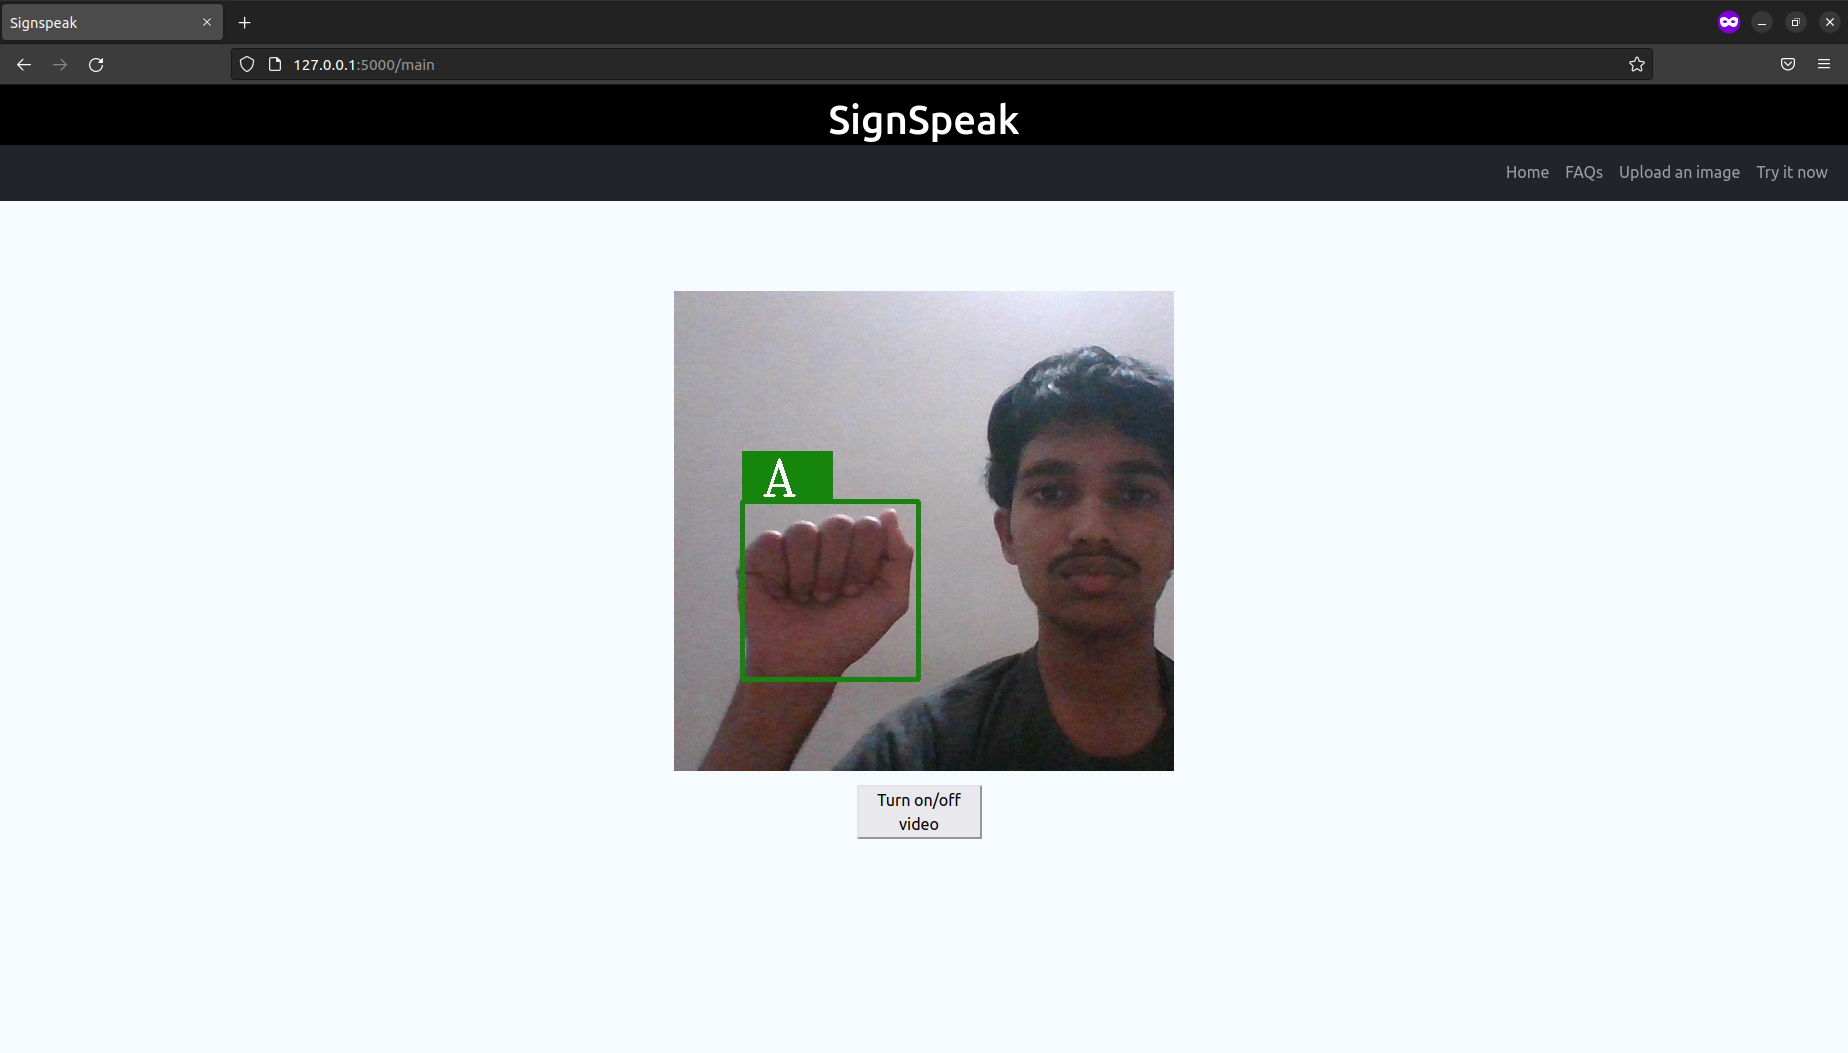 Signspeak
127.0.0.1:5000/main
SignSpeak
Home FAQs Upload an image Try it now
A
Turn on/off
video